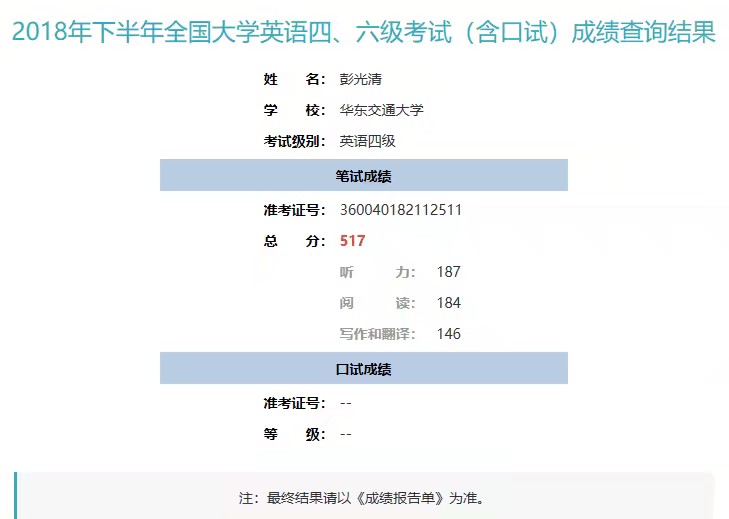 2018年下半年全国大学英语四、六级考试（含口试）成绩查询结果
姓 名： 彭光清
学 校： 华东交通大学
考试级别： 英语四级
笔试成绩
准考证号： 360040182112511
总 分： 517
听 力： 187
阅 读： 184
写作和翻译： 146
口试成绩
准考证号： --
等 级： --
注：最终结果请以《成绩报告单》为准。